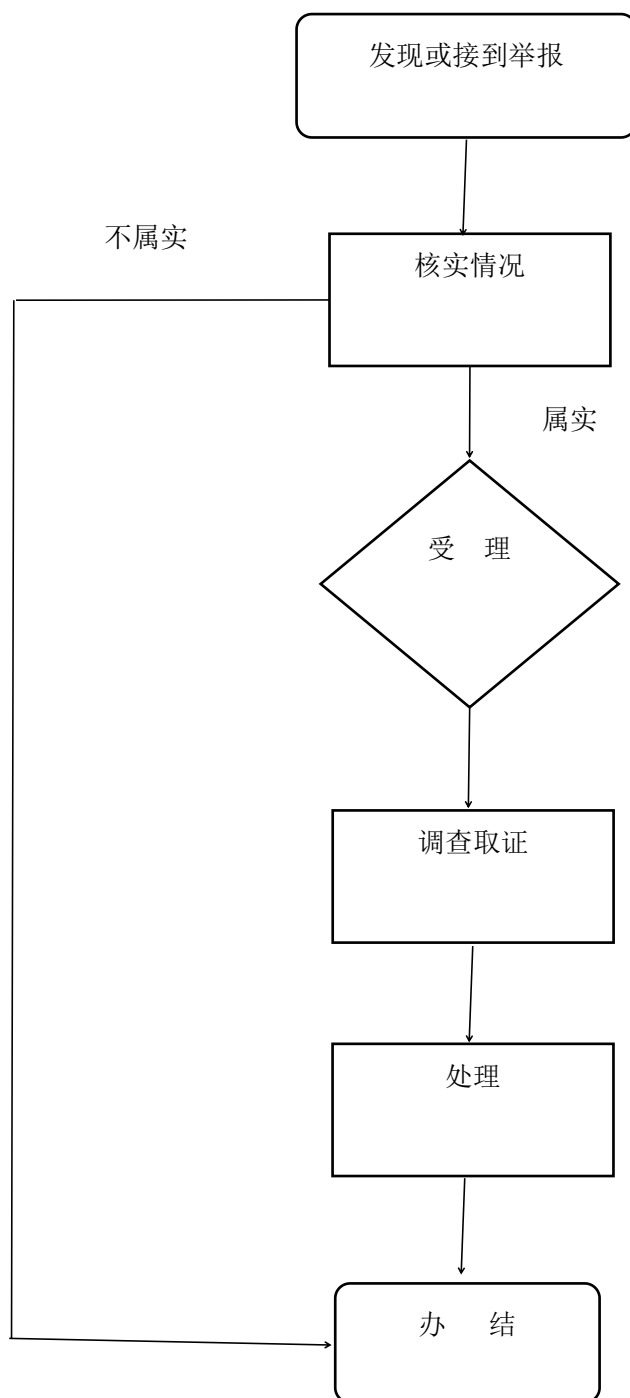 发现或接到举报
不属实
核实情况
属实
受 理
调查取证
处理
办 结